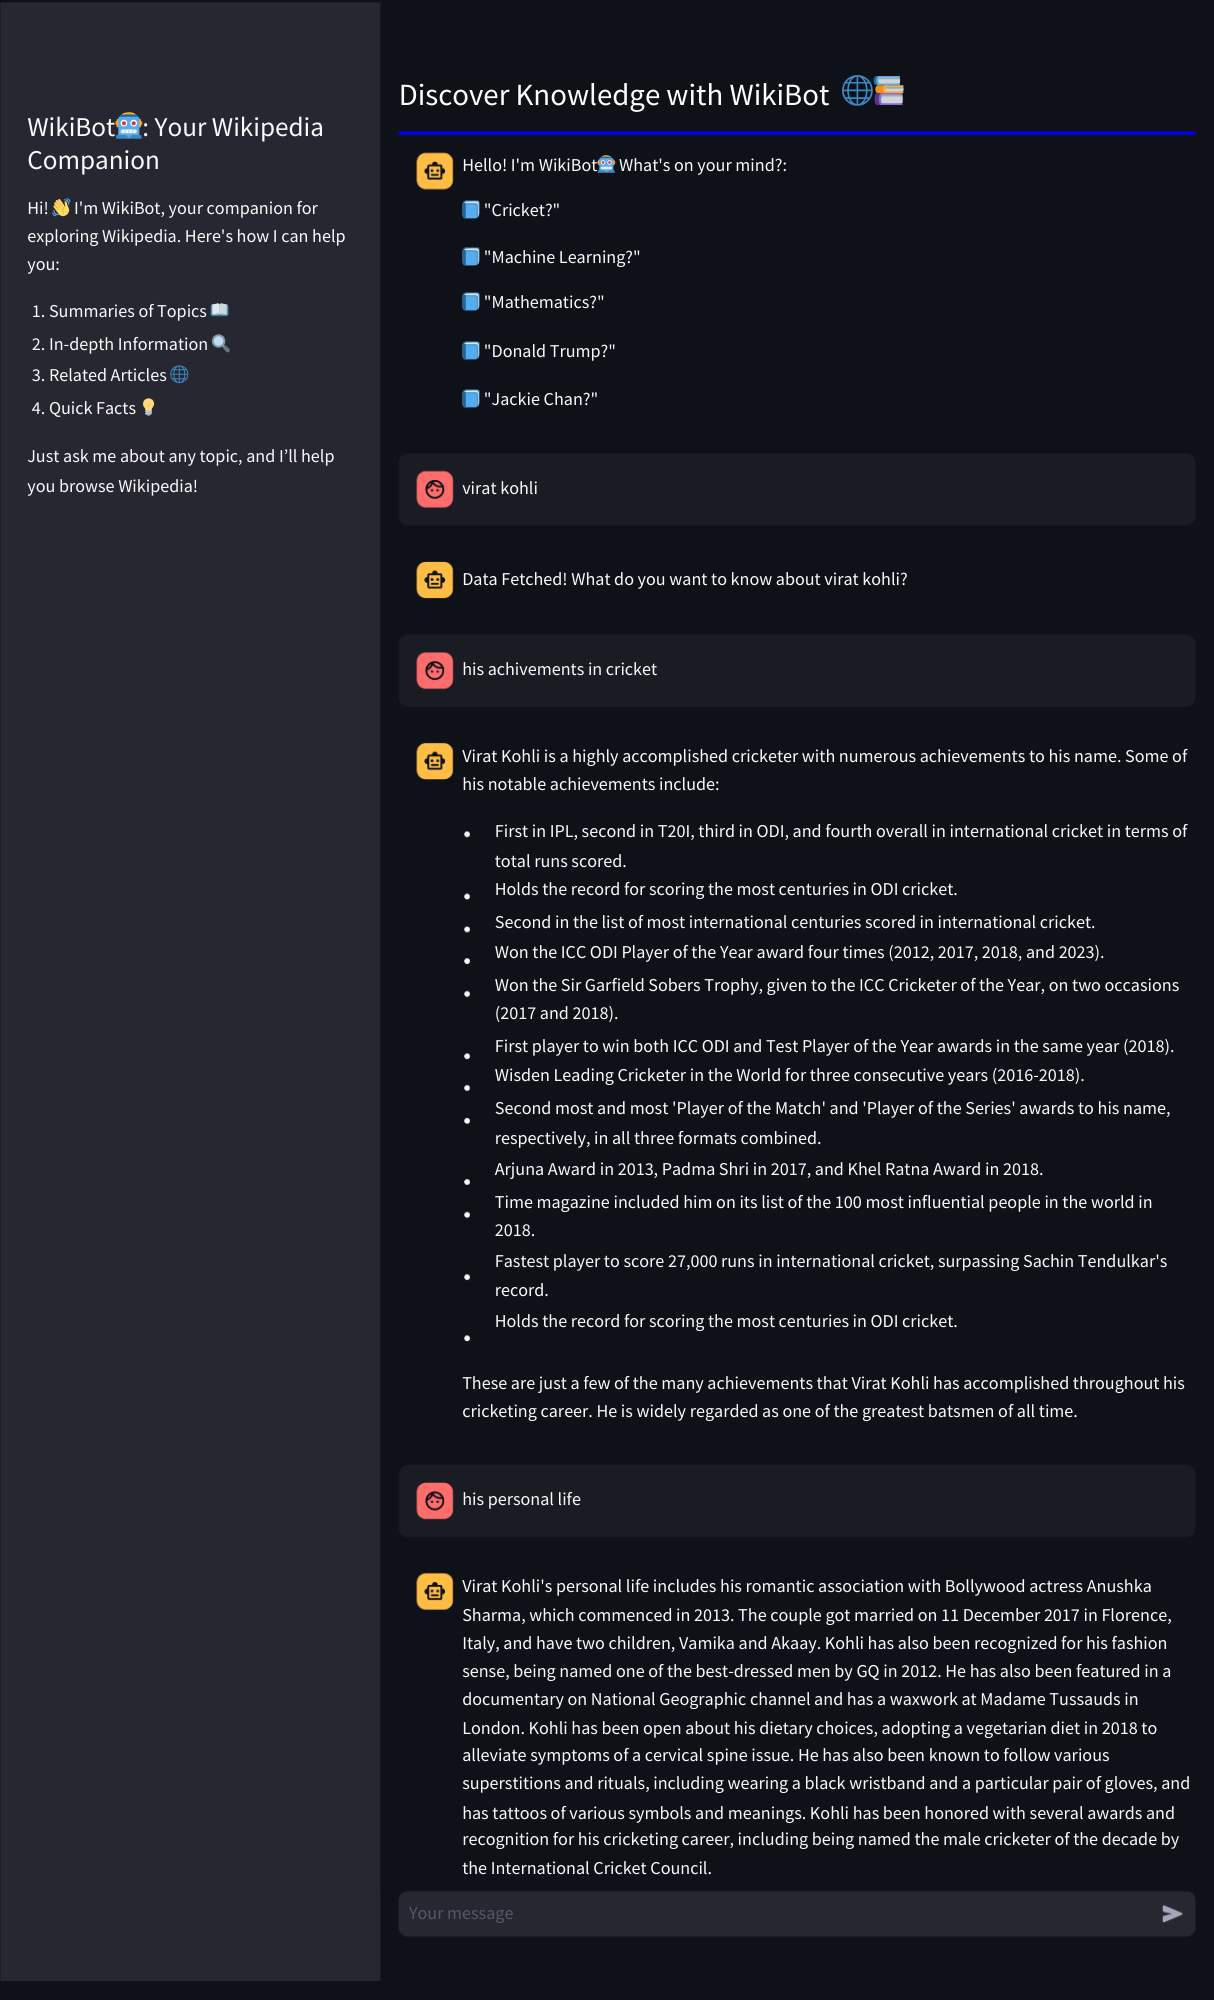 WikiBot🤖: Your Wikipedia
Companion
Hi! 👋 I'm WikiBot, your companion for
exploring Wikipedia. Here's how I can help
you:
1. Summaries of Topics 📖
2. In-depth Information 🔍
3. Related Articles 🌐
4. Quick Facts 💡
Just ask me about any topic, and I’ll help
you browse Wikipedia!
Discover Knowledge with WikiBot 🌐📚
Hello! I'm WikiBot🤖 What's on your mind?:
📘 "Cricket?"
📘 "Machine Learning?"
📘 "Mathematics?"
📘 "Donald Trump?"
📘 "Jackie Chan?"
virat kohli
Data Fetched! What do you want to know about virat kohli?
his achivements in cricket
Virat Kohli is a highly accomplished cricketer with numerous achievements to his name. Some of
his notable achievements include:
• First in IPL, second in T20I, third in ODI, and fourth overall in international cricket in terms of
total runs scored.
• Holds the record for scoring the most centuries in ODI cricket.
• Second in the list of most international centuries scored in international cricket.
• Won the ICC ODI Player of the Year award four times (2012, 2017, 2018, and 2023).
• Won the Sir Garfield Sobers Trophy, given to the ICC Cricketer of the Year, on two occasions
(2017 and 2018).
• First player to win both ICC ODI and Test Player of the Year awards in the same year (2018).
• Wisden Leading Cricketer in the World for three consecutive years (2016-2018).
• Second most and most 'Player of the Match' and 'Player of the Series' awards to his name,
respectively, in all three formats combined.
• Arjuna Award in 2013, Padma Shri in 2017, and Khel Ratna Award in 2018.
• Time magazine included him on its list of the 100 most influential people in the world in
2018.
• Fastest player to score 27,000 runs in international cricket, surpassing Sachin Tendulkar's
record.
• Holds the record for scoring the most centuries in ODI cricket.
These are just a few of the many achievements that Virat Kohli has accomplished throughout his
cricketing career. He is widely regarded as one of the greatest batsmen of all time.
his personal life
Virat Kohli's personal life includes his romantic association with Bollywood actress Anushka
Sharma, which commenced in 2013. The couple got married on 11 December 2017 in Florence,
Italy, and have two children, Vamika and Akaay. Kohli has also been recognized for his fashion
sense, being named one of the best-dressed men by GQ in 2012. He has also been featured in a
documentary on National Geographic channel and has a waxwork at Madame Tussauds in
London. Kohli has been open about his dietary choices, adopting a vegetarian diet in 2018 to
alleviate symptoms of a cervical spine issue. He has also been known to follow various
superstitions and rituals, including wearing a black wristband and a particular pair of gloves, and
has tattoos of various symbols and meanings. Kohli has been honored with several awards and
recognition for his cricketing career, including being named the male cricketer of the decade by
the International Cricket Council.
Your message